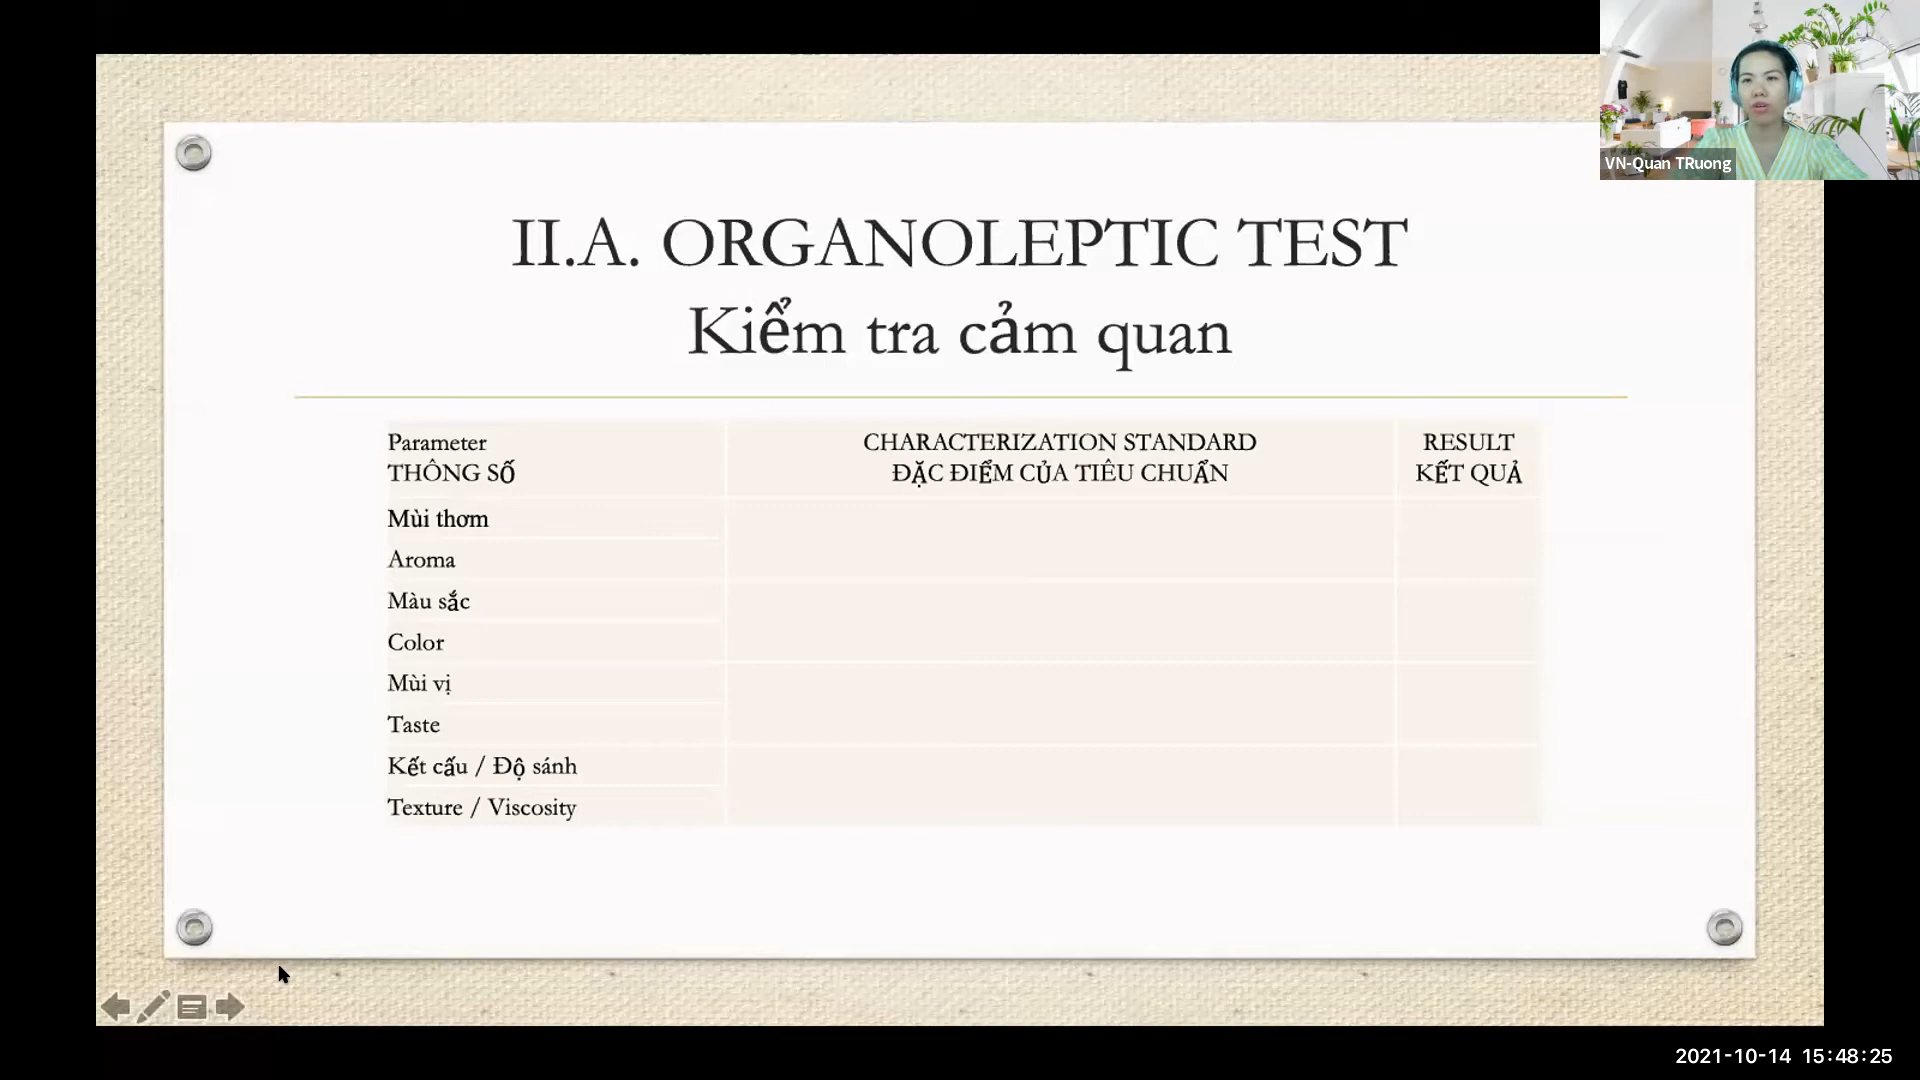 VN-Quan TRuong
II.A. ORGANOLEPTIC TEST
Kiểm tra cảm quan
Parameter
THÔNG SỐ
CHARACTERIZATION STANDARD
ĐẶC ĐIỂM CỦA TIÊU CHUẨN
RESULT
KẾT QUẢ
Mùi thơm
Aroma
Màu sắc
Color
Mùi vị
Taste
Kết cấu / Độ sánh
Texture / Viscosity
2021-10-14 15:48:25